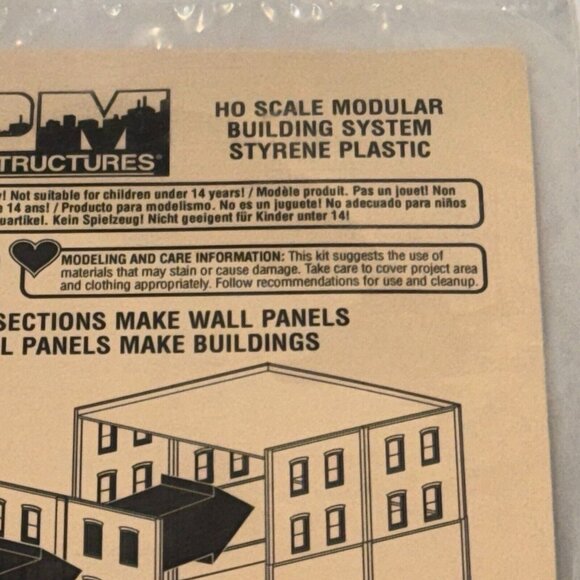 PM
TRUCTURES®
HO SCALE MODULAR
BUILDING SYSTEM
STYRENE PLASTIC
! Not suitable for children under 14 years! / Modèle produit. Pas un jouet! Non
14 ans! / Producto para modelismo. No es un juguete! No adecuado para niños
uartikel. Kein Spielzeug! Nicht geeigent für Kinder unter 14!
MODELING AND CARE INFORMATION: This kit suggests the use of
materials that may stain or cause damage. Take care to cover project area
and clothing appropriately. Follow recommendations for use and cleanup.
SECTIONS MAKE WALL PANELS
L PANELS MAKE BUILDINGS